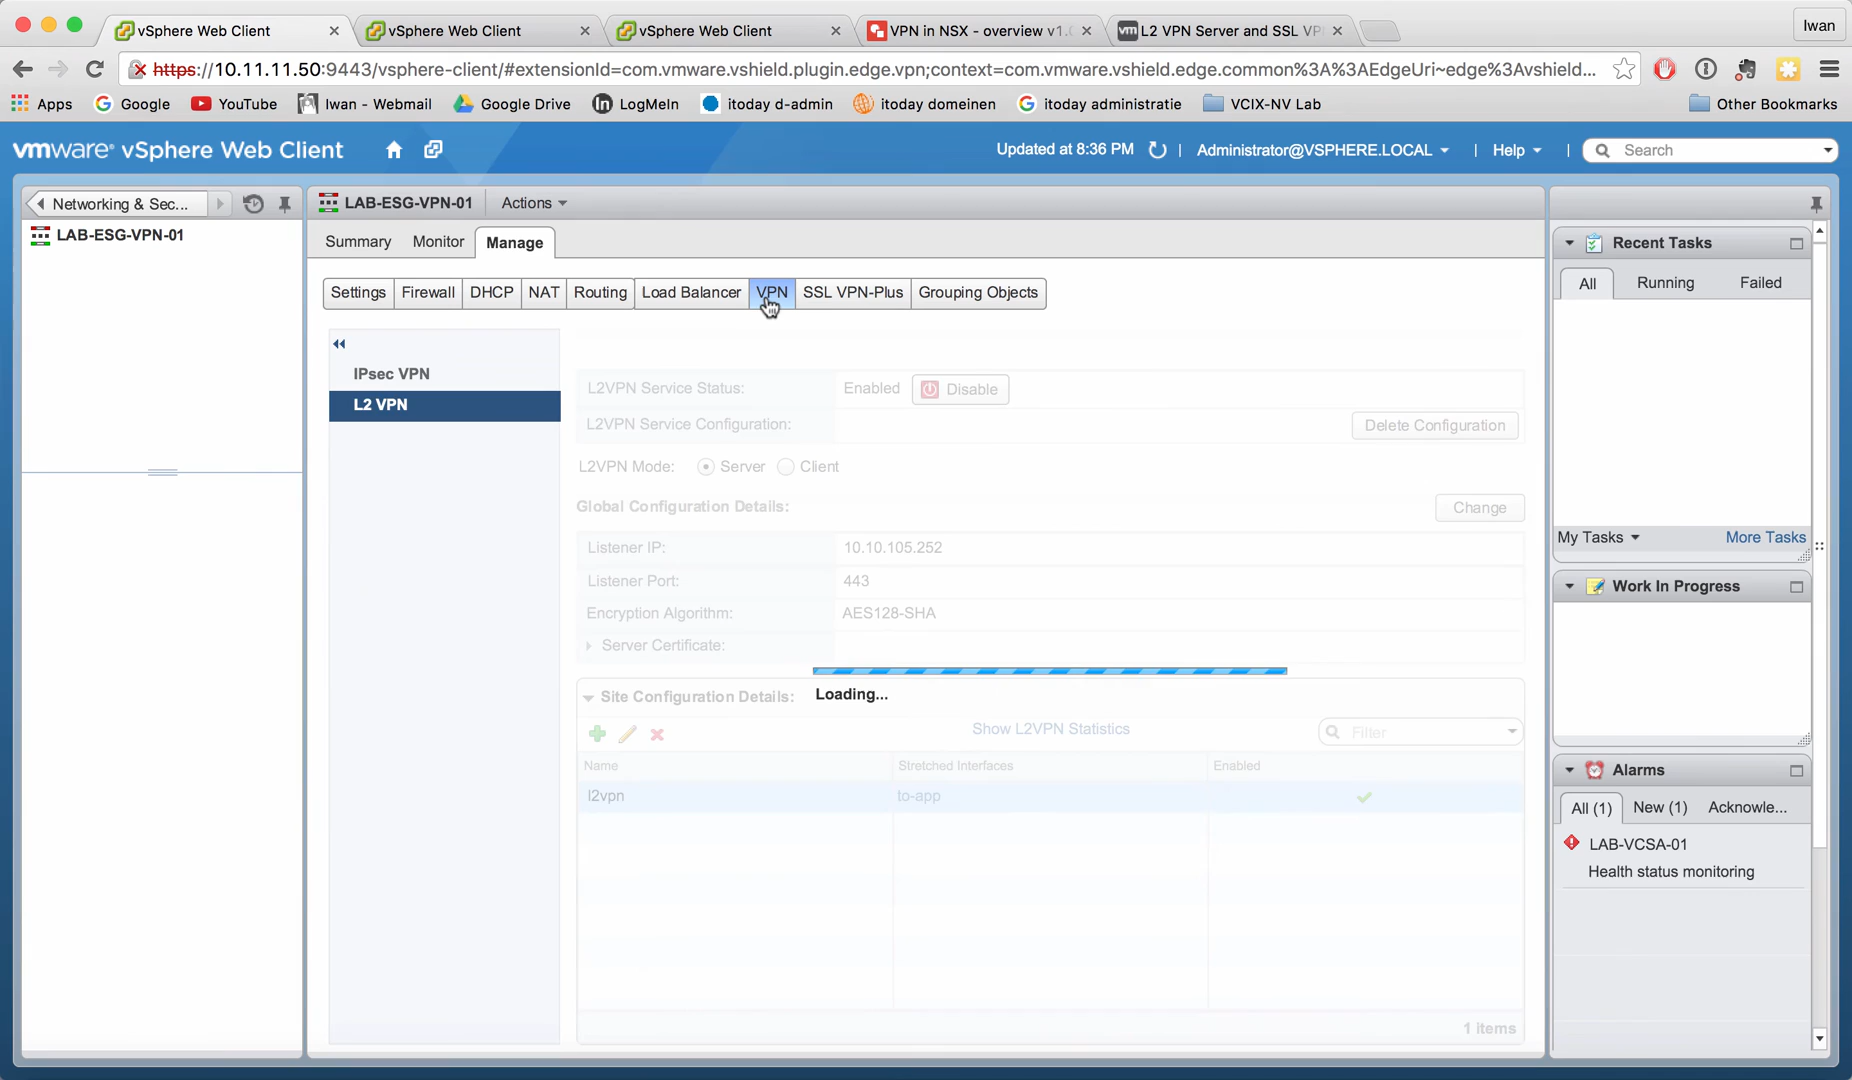 vSphere Web Client
vSphere Web Client
vSphere Web Client
VPN in NSX - overview v1.
L2 VPN Server and SSL VP
Iwan
https://10.11.11.50:9443/vsphere-client/#extensionId=com.vmware.vshield.plugin.edge.vpn;context=com.vmware.vshield.edge.common%3A%3AEdgeUri~edge%3Avshield...
Apps
Google
YouTube
Iwan - Webmail
Google Drive
LogMeIn
itoday d-admin
itoday domeinen
itoday administratie
VCIX-NV Lab
Other Bookmarks
vmware® vSphere Web Client
Updated at 8:36 PM
Administrator@VSPHERE.LOCAL
Help
Search
Networking & Sec...
LAB-ESG-VPN-01
LAB-ESG-VPN-01
Actions
Summary
Monitor
Manage
Settings
Firewall
DHCP
NAT
Routing
Load Balancer
VPN
SSL VPN-Plus
Grouping Objects
IPsec VPN
L2 VPN
L2VPN Service Status:
Enabled
Disable
L2VPN Service Configuration:
Delete Configuration
L2VPN Mode:
Server
Client
Global Configuration Details:
Change
Listener IP:
10.10.105.252
Listener Port:
443
Encryption Algorithm:
AES128-SHA
Server Certificate:
Site Configuration Details:
Loading...
Show L2VPN Statistics
Filter
Name
Stretched Interfaces
Enabled
l2vpn
to-app
1 items
Recent Tasks
All
Running
Failed
My Tasks
More Tasks
Work In Progress
Alarms
All (1)
New (1)
Acknowle...
LAB-VCSA-01
Health status monitoring